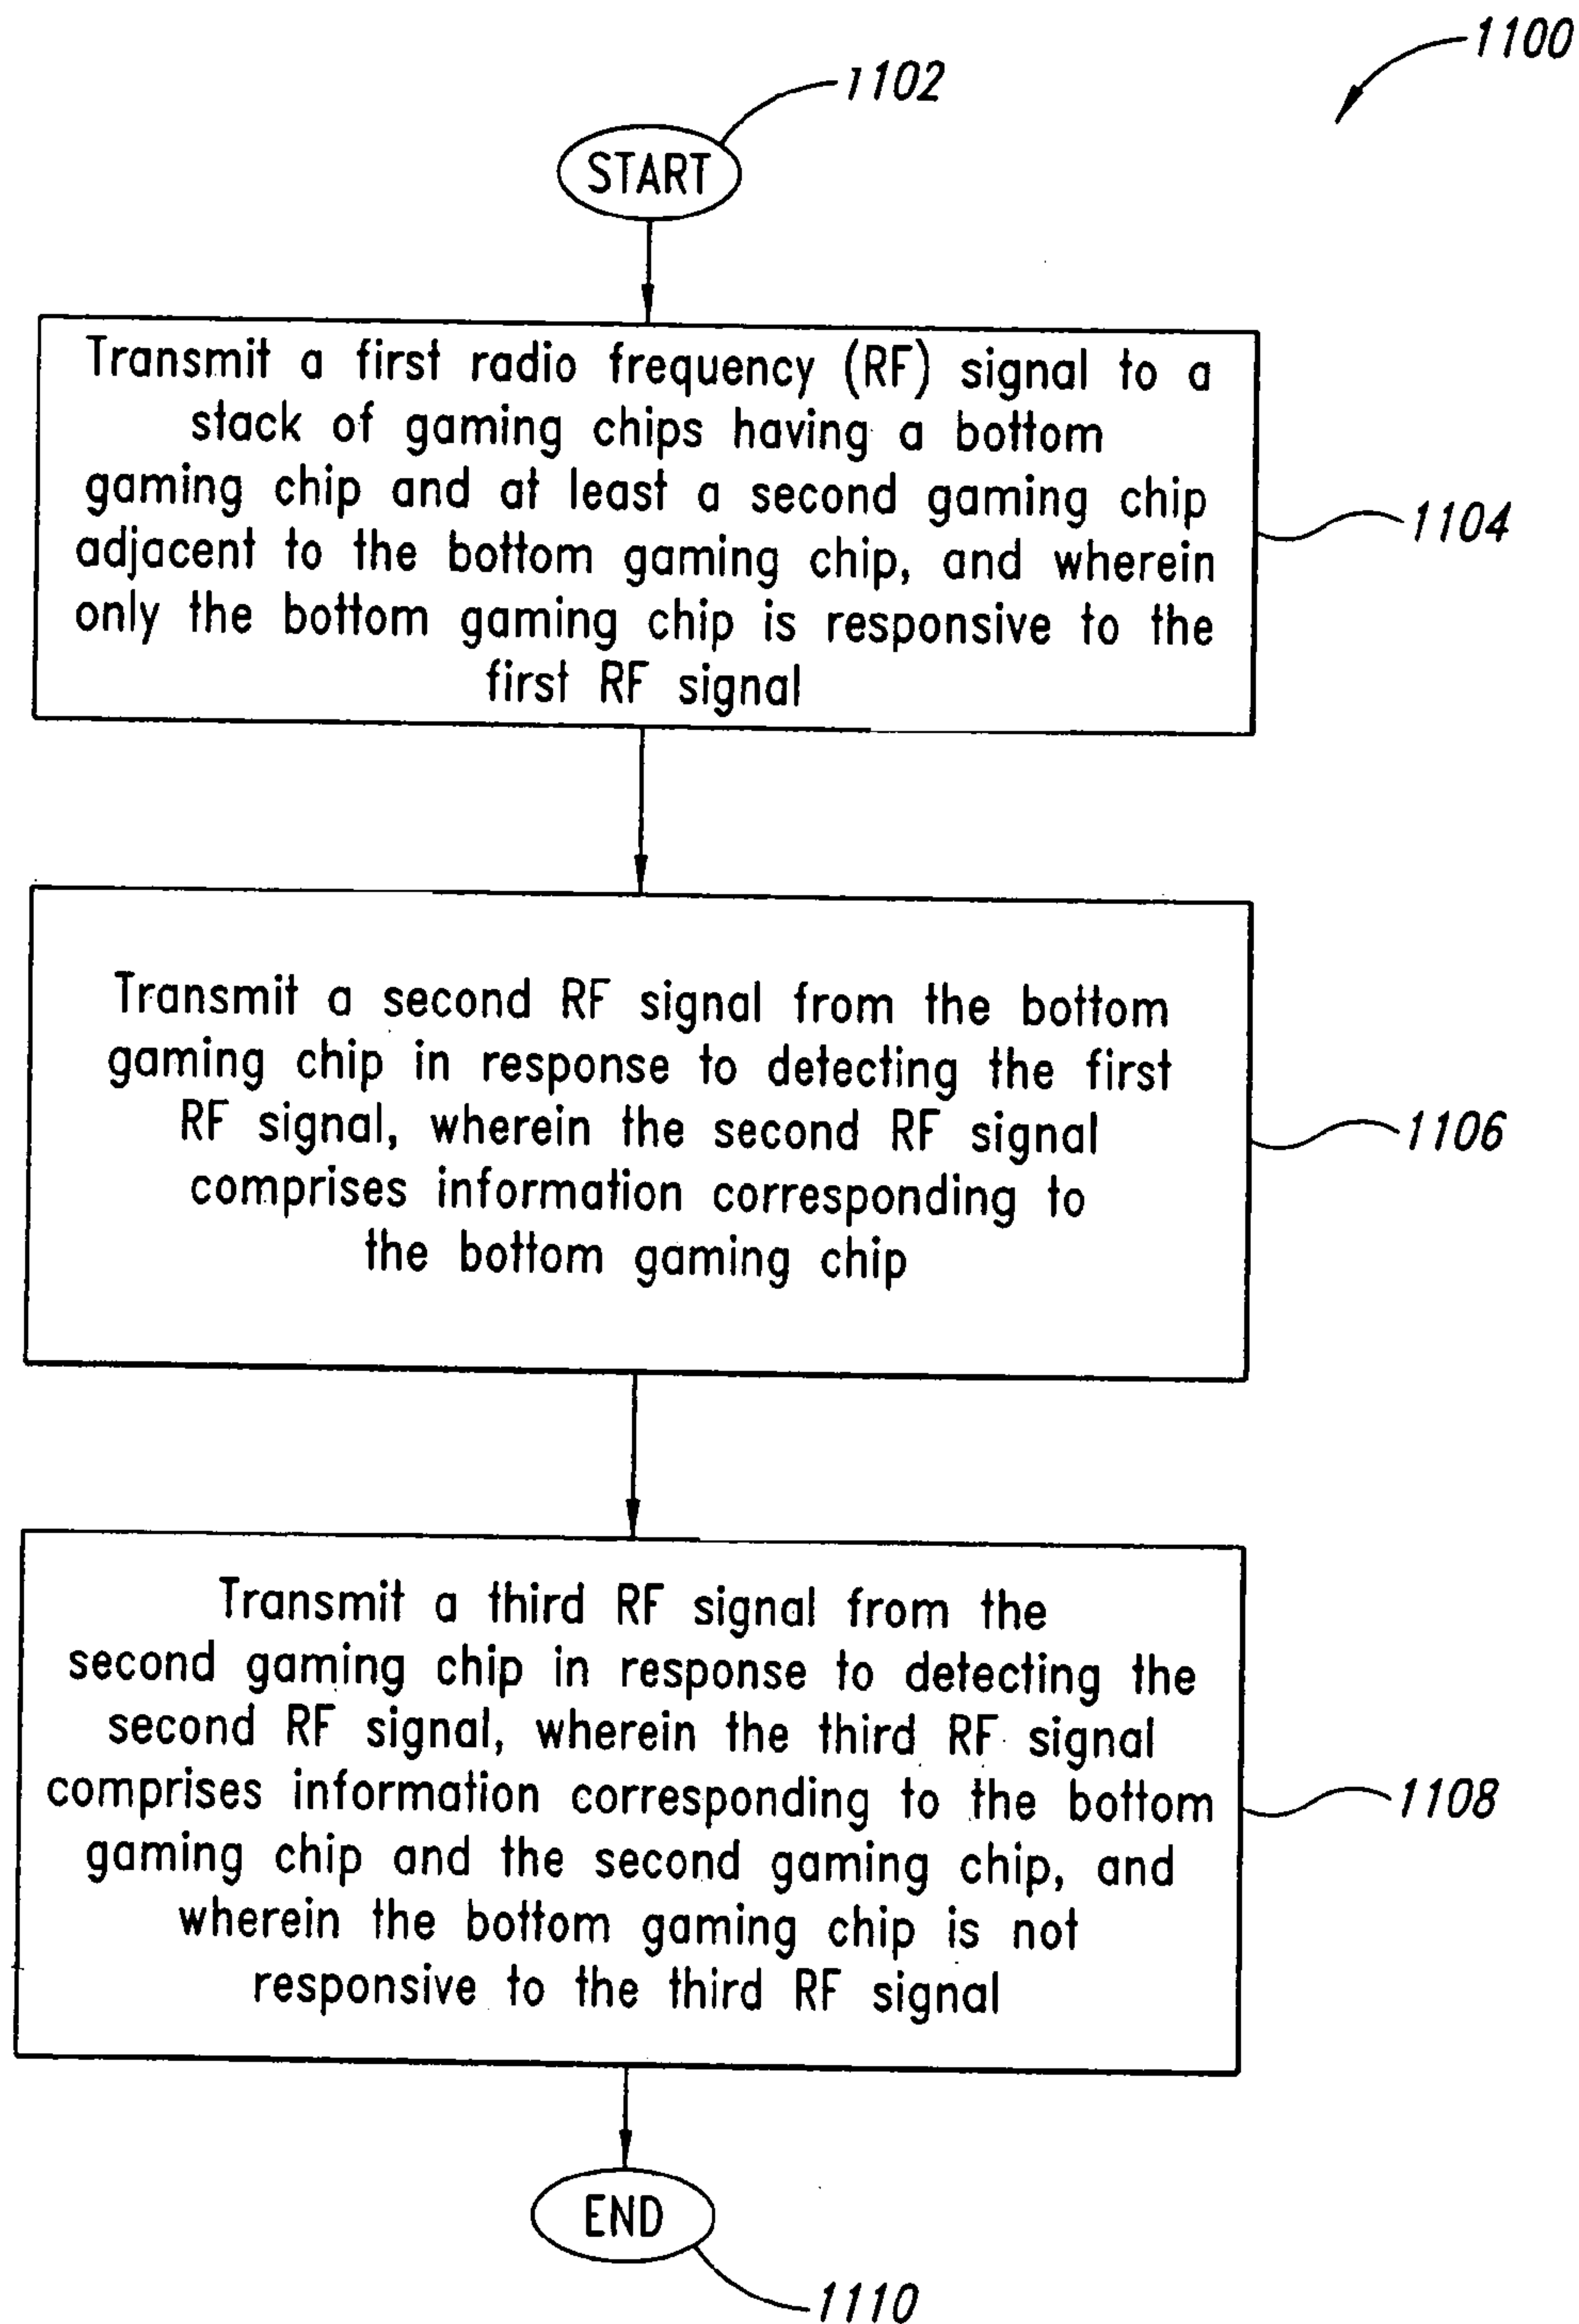 1100
1102
START
Transmit a first radio frequency (RF) signal to a
stack of gaming chips having a bottom
gaming chip and at least a second gaming chip
adjacent to the bottom gaming chip, and wherein
only the bottom gaming chip is responsive to the
first RF signal
1104
Transmit a second RF signal from the bottom
gaming chip in response to detecting the first
RF signal, wherein the second RF signal
comprises information corresponding to
the bottom gaming chip
1106
Transmit a third RF signal from the
second gaming chip in response to detecting the
second RF signal, wherein the third RF signal
comprises information corresponding to the bottom
gaming chip and the second gaming chip, and
wherein the bottom gaming chip is not
responsive to the third RF signal
1108
END
1110